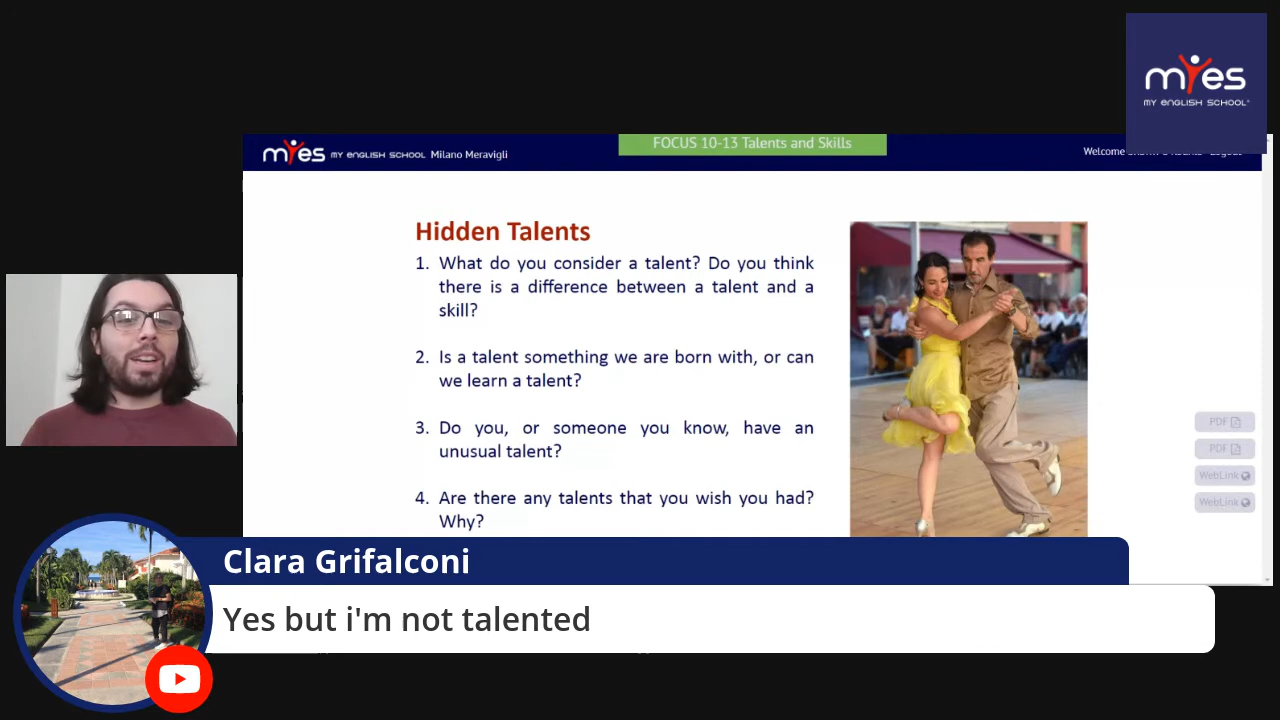 myes
MY ENGLISH SCHOOL®
myes MY ENGLISH SCHOOL Milano Meravigli
FOCUS 10-13 Talents and Skills
Welcome
Hidden Talents
1. What do you consider a talent? Do you think
there is a difference between a talent and a
skill?
2. Is a talent something we are born with, or can
we learn a talent?
3. Do you, or someone you know, have an
unusual talent?
4. Are there any talents that you wish you had?
Why?
PDF
PDF
WebLink
WebLink
Clara Grifalconi
Yes but i'm not talented